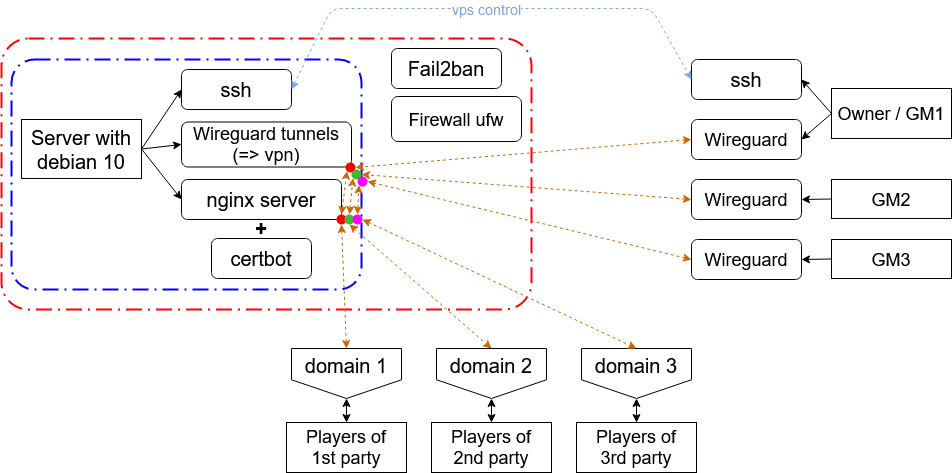 vps control
Fail2ban
Firewall ufw
ssh
Server with
debian 10
Wireguard tunnels
(=> vpn)
nginx server
+
certbot
ssh
Owner / GM1
Wireguard
Wireguard
GM2
Wireguard
GM3
domain 1
domain 2
domain 3
Players of
1st party
Players of
2nd party
Players of
3rd party